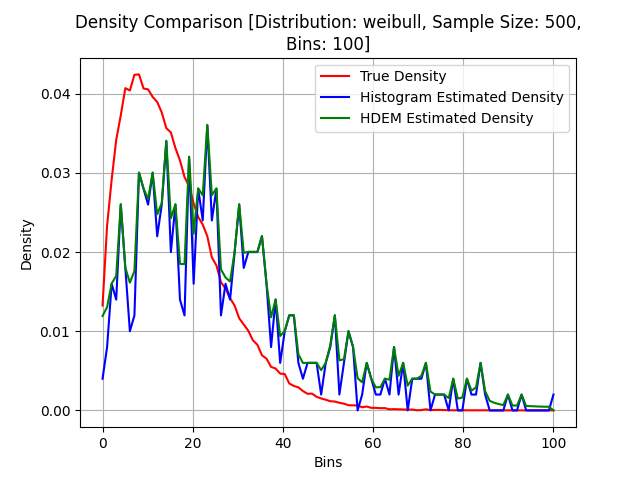 Density Comparison [Distribution: weibull, Sample Size: 500,
Bins: 100]
True Density
Histogram Estimated Density
HDEM Estimated Density
Density
0.04
0.03
0.02
0.01
0.00
0 20 40 60 80 100
Bins